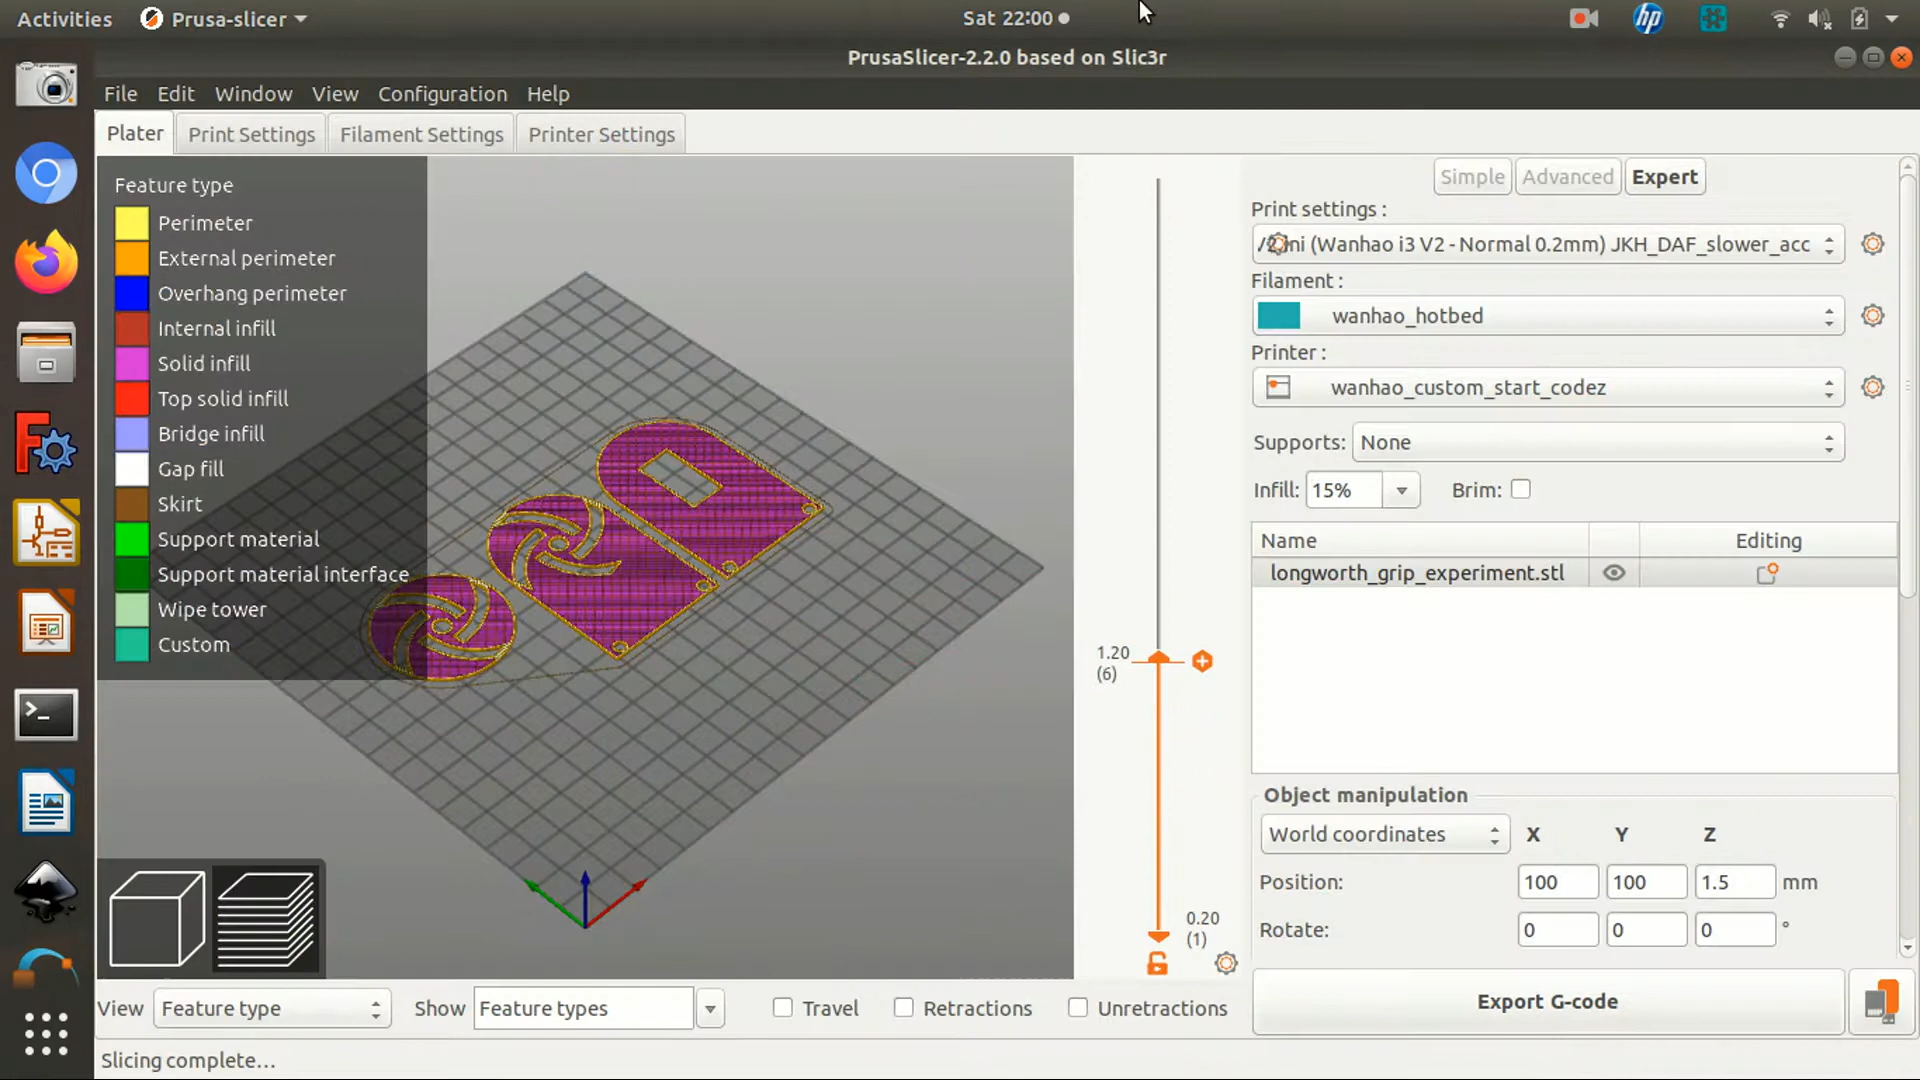 Activities
Prusa-slicer
Sat 22:00
hp
PrusaSlicer-2.2.0 based on Slic3r
File
Edit
Window
View
Configuration
Help
Plater
Print Settings
Filament Settings
Printer Settings
Feature type
Perimeter
External perimeter
Overhang perimeter
Internal infill
Solid infill
Top solid infill
Bridge infill
Gap fill
Skirt
Support material
Support material interface
Wipe tower
Custom
1.20
(6)
0.20
(1)
Simple
Advanced
Expert
Print settings :
(Wanhao i3 V2 - Normal 0.2mm) JKH_DAF_slower_acc
Filament :
wanhao_hotbed
Printer :
wanhao_custom_start_codez
Supports:
None
Infill:
15%
Brim:
Name
Editing
longworth_grip_experiment.stl
Object manipulation
World coordinates
X
Y
Z
Position:
100
100
1.5
mm
Rotate:
0
0
0
°
Export G-code
View
Feature type
Show
Feature types
Travel
Retractions
Unretractions
Slicing complete…